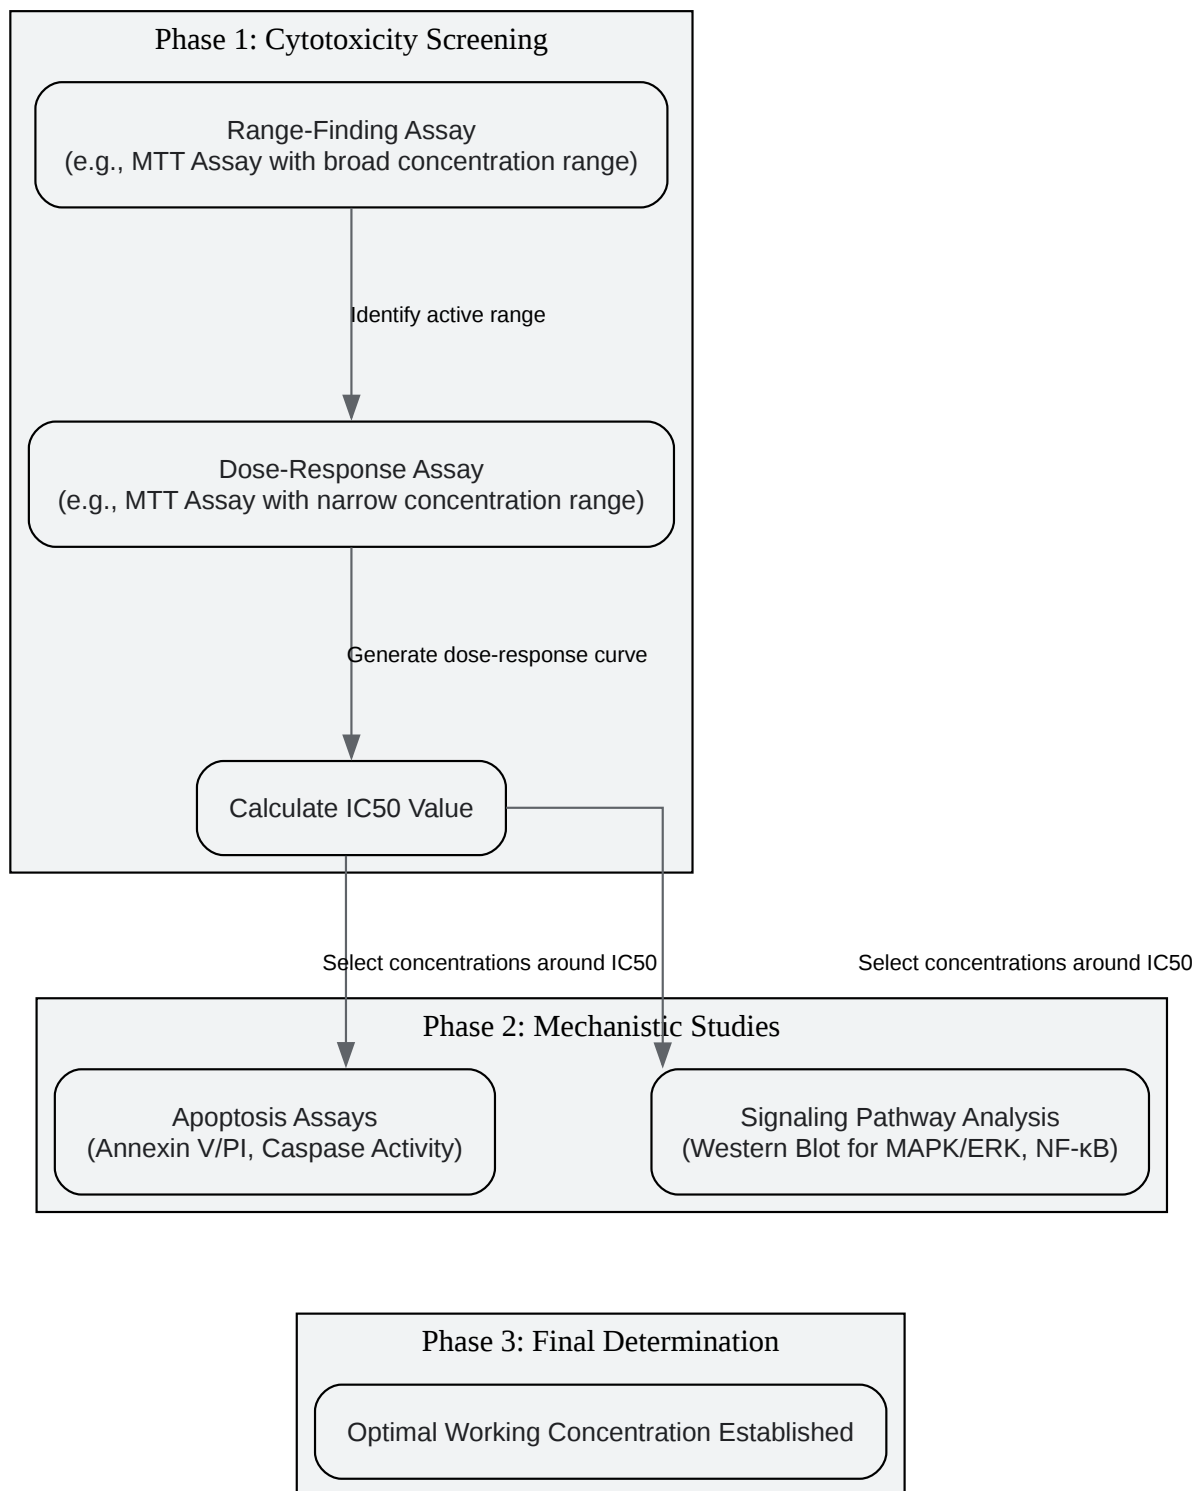 Phase 1: Cytotoxicity Screening
Range-Finding Assay
(e.g., MTT Assay with broad concentration range)
Identify active range
Dose-Response Assay
(e.g., MTT Assay with narrow concentration range)
Generate dose-response curve
Calculate IC50 Value
Select concentrations around IC50
Select concentrations around IC50
Phase 2: Mechanistic Studies
Apoptosis Assays
(Annexin V/PI, Caspase Activity)
Signaling Pathway Analysis
(Western Blot for MAPK/ERK, NF-κB)
Phase 3: Final Determination
Optimal Working Concentration Established